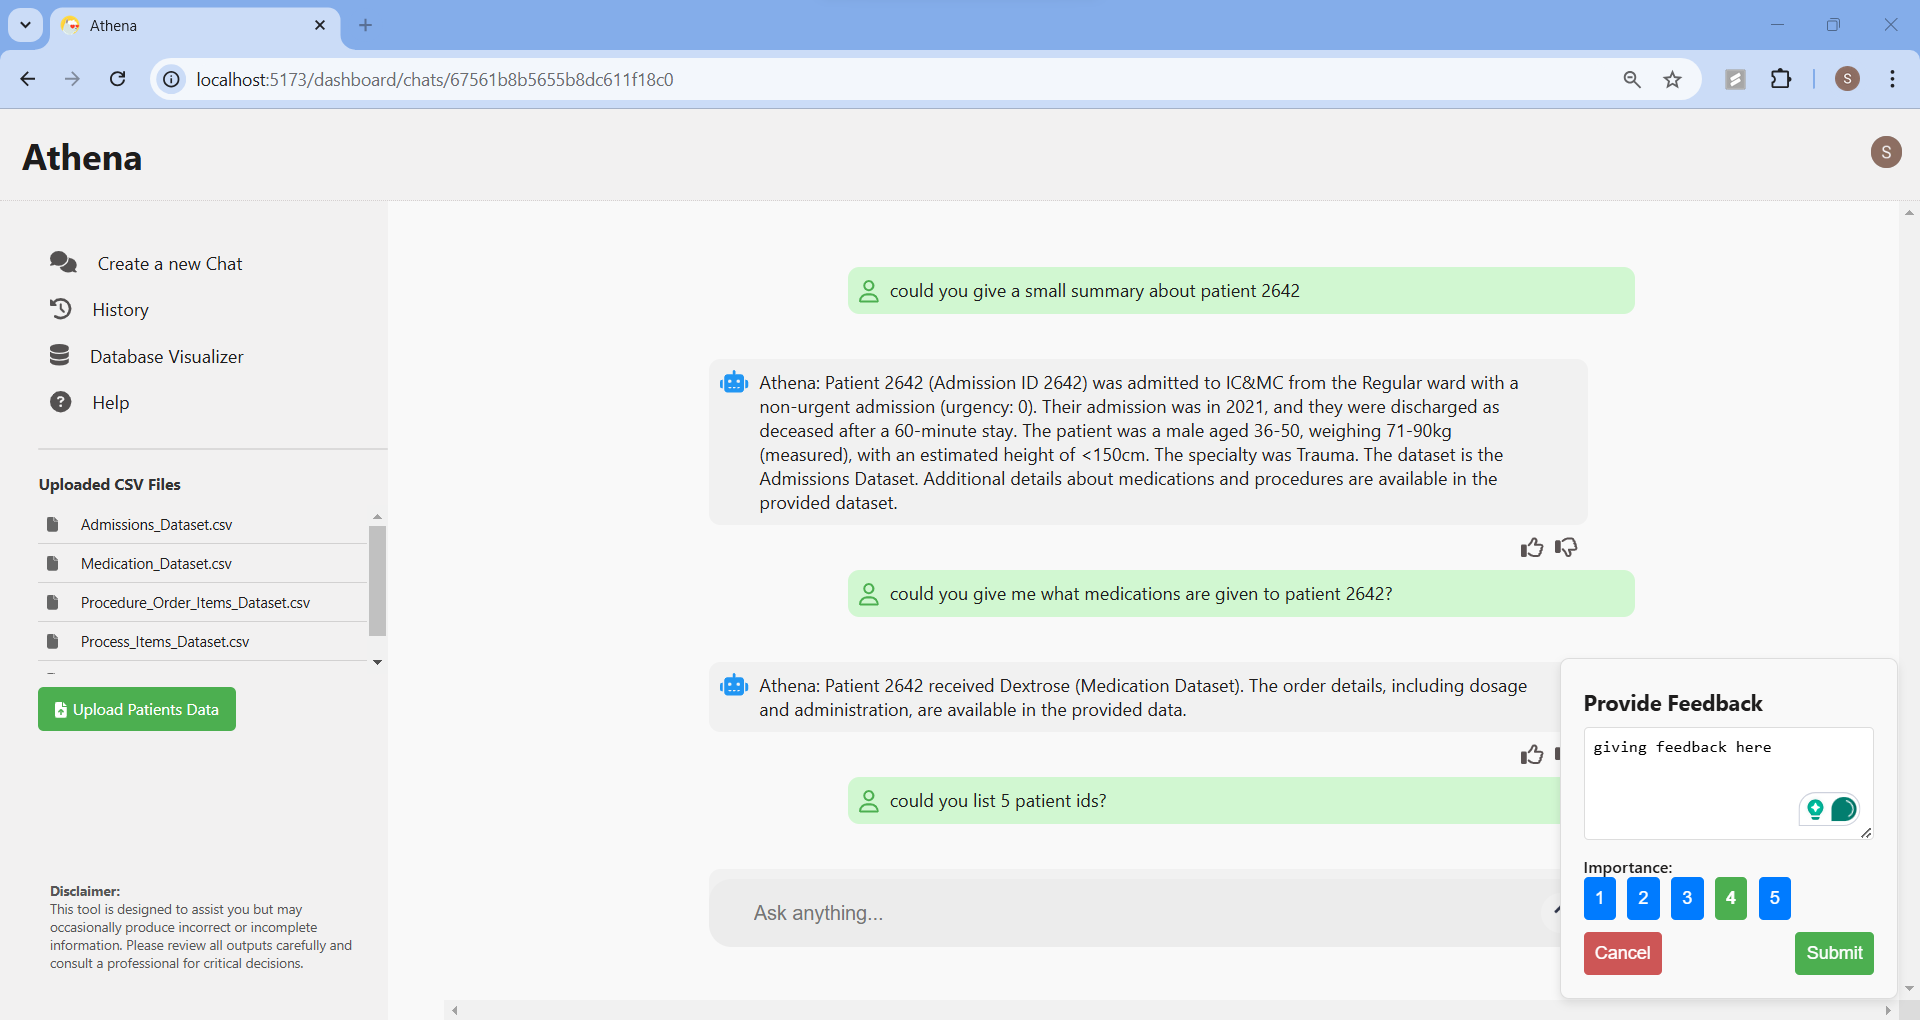 Athena
localhost:5173/dashboard/chats/67561b8b5655b8dc611f18c0
S
Athena
S
Create a new Chat
History
Database Visualizer
Help
Uploaded CSV Files
Admissions_Dataset.csv
Medication_Dataset.csv
Procedure_Order_Items_Dataset.csv
Process_Items_Dataset.csv
Upload Patients Data
Disclaimer:
This tool is designed to assist you but may
occasionally produce incorrect or incomplete
information. Please review all outputs carefully and
consult a professional for critical decisions.
could you give a small summary about patient 2642
Athena: Patient 2642 (Admission ID 2642) was admitted to IC&MC from the Regular ward with a
non-urgent admission (urgency: 0). Their admission was in 2021, and they were discharged as
deceased after a 60-minute stay. The patient was a male aged 36-50, weighing 71-90kg
(measured), with an estimated height of <150cm. The specialty was Trauma. The dataset is the
Admissions Dataset. Additional details about medications and procedures are available in the
provided dataset.
could you give me what medications are given to patient 2642?
Athena: Patient 2642 received Dextrose (Medication Dataset). The order details, including dosage
and administration, are available in the provided data.
could you list 5 patient ids?
Ask anything...
Provide Feedback
giving feedback here
Importance:
1 2 3 4 5
Cancel Submit